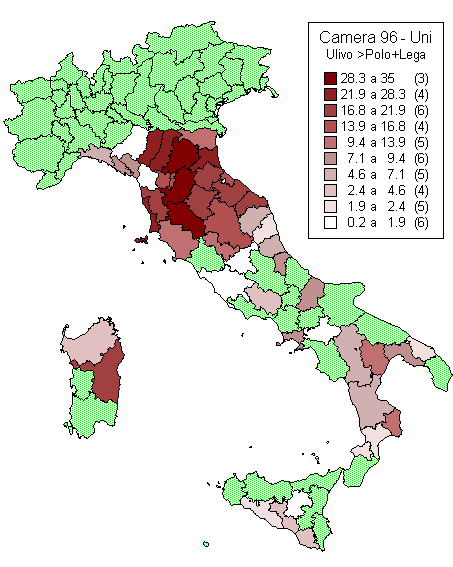 Camera 96 - Uni
Ulivo >Polo+Lega
28.3 a 35 (3)
21.9 a 28.3 (4)
16.8 a 21.9 (6)
13.9 a 16.8 (4)
9.4 a 13.9 (5)
7.1 a 9.4 (6)
4.6 a 7.1 (5)
2.4 a 4.6 (4)
1.9 a 2.4 (5)
0.2 a 1.9 (6)